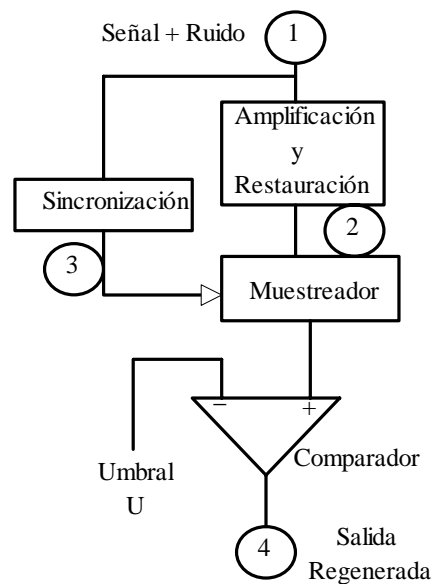 Señal + Ruido
1
Amplificación
y
Restauración
Sincronización
2
3
Muestreador
− +
Umbral
U
Comparador
4
Salida
Regenerada